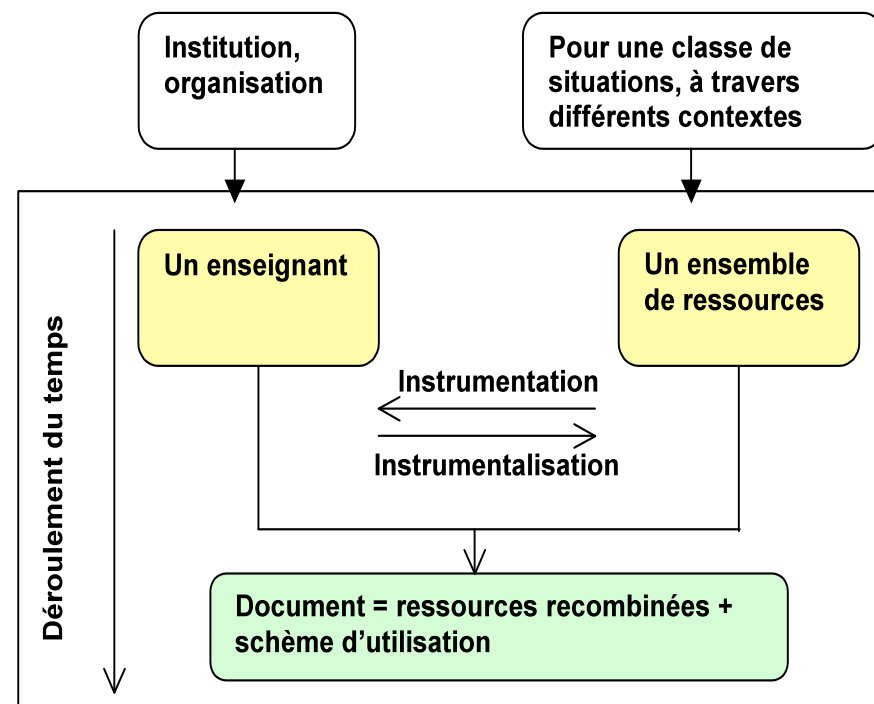 Institution,
organisation
Pour une classe de
situations, à travers
différents contextes
Un enseignant
Un ensemble
de ressources
Instrumentation
Instrumentalisation
Déroulement du temps
Document = ressources recombinées +
schème d'utilisation